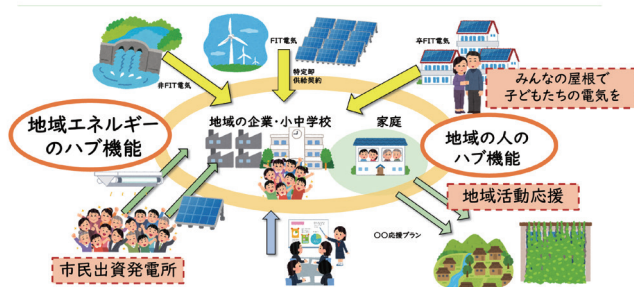 FIT電気
卒FIT電気
非FIT電気
特定卸
供給契約
みんなの屋根で
子どもたちの電気を
地域エネルギー
のハブ機能
地域の企業・小中学校
家庭
地域の人の
ハブ機能
地域活動応援
〇〇応援プラン
市民出資発電所